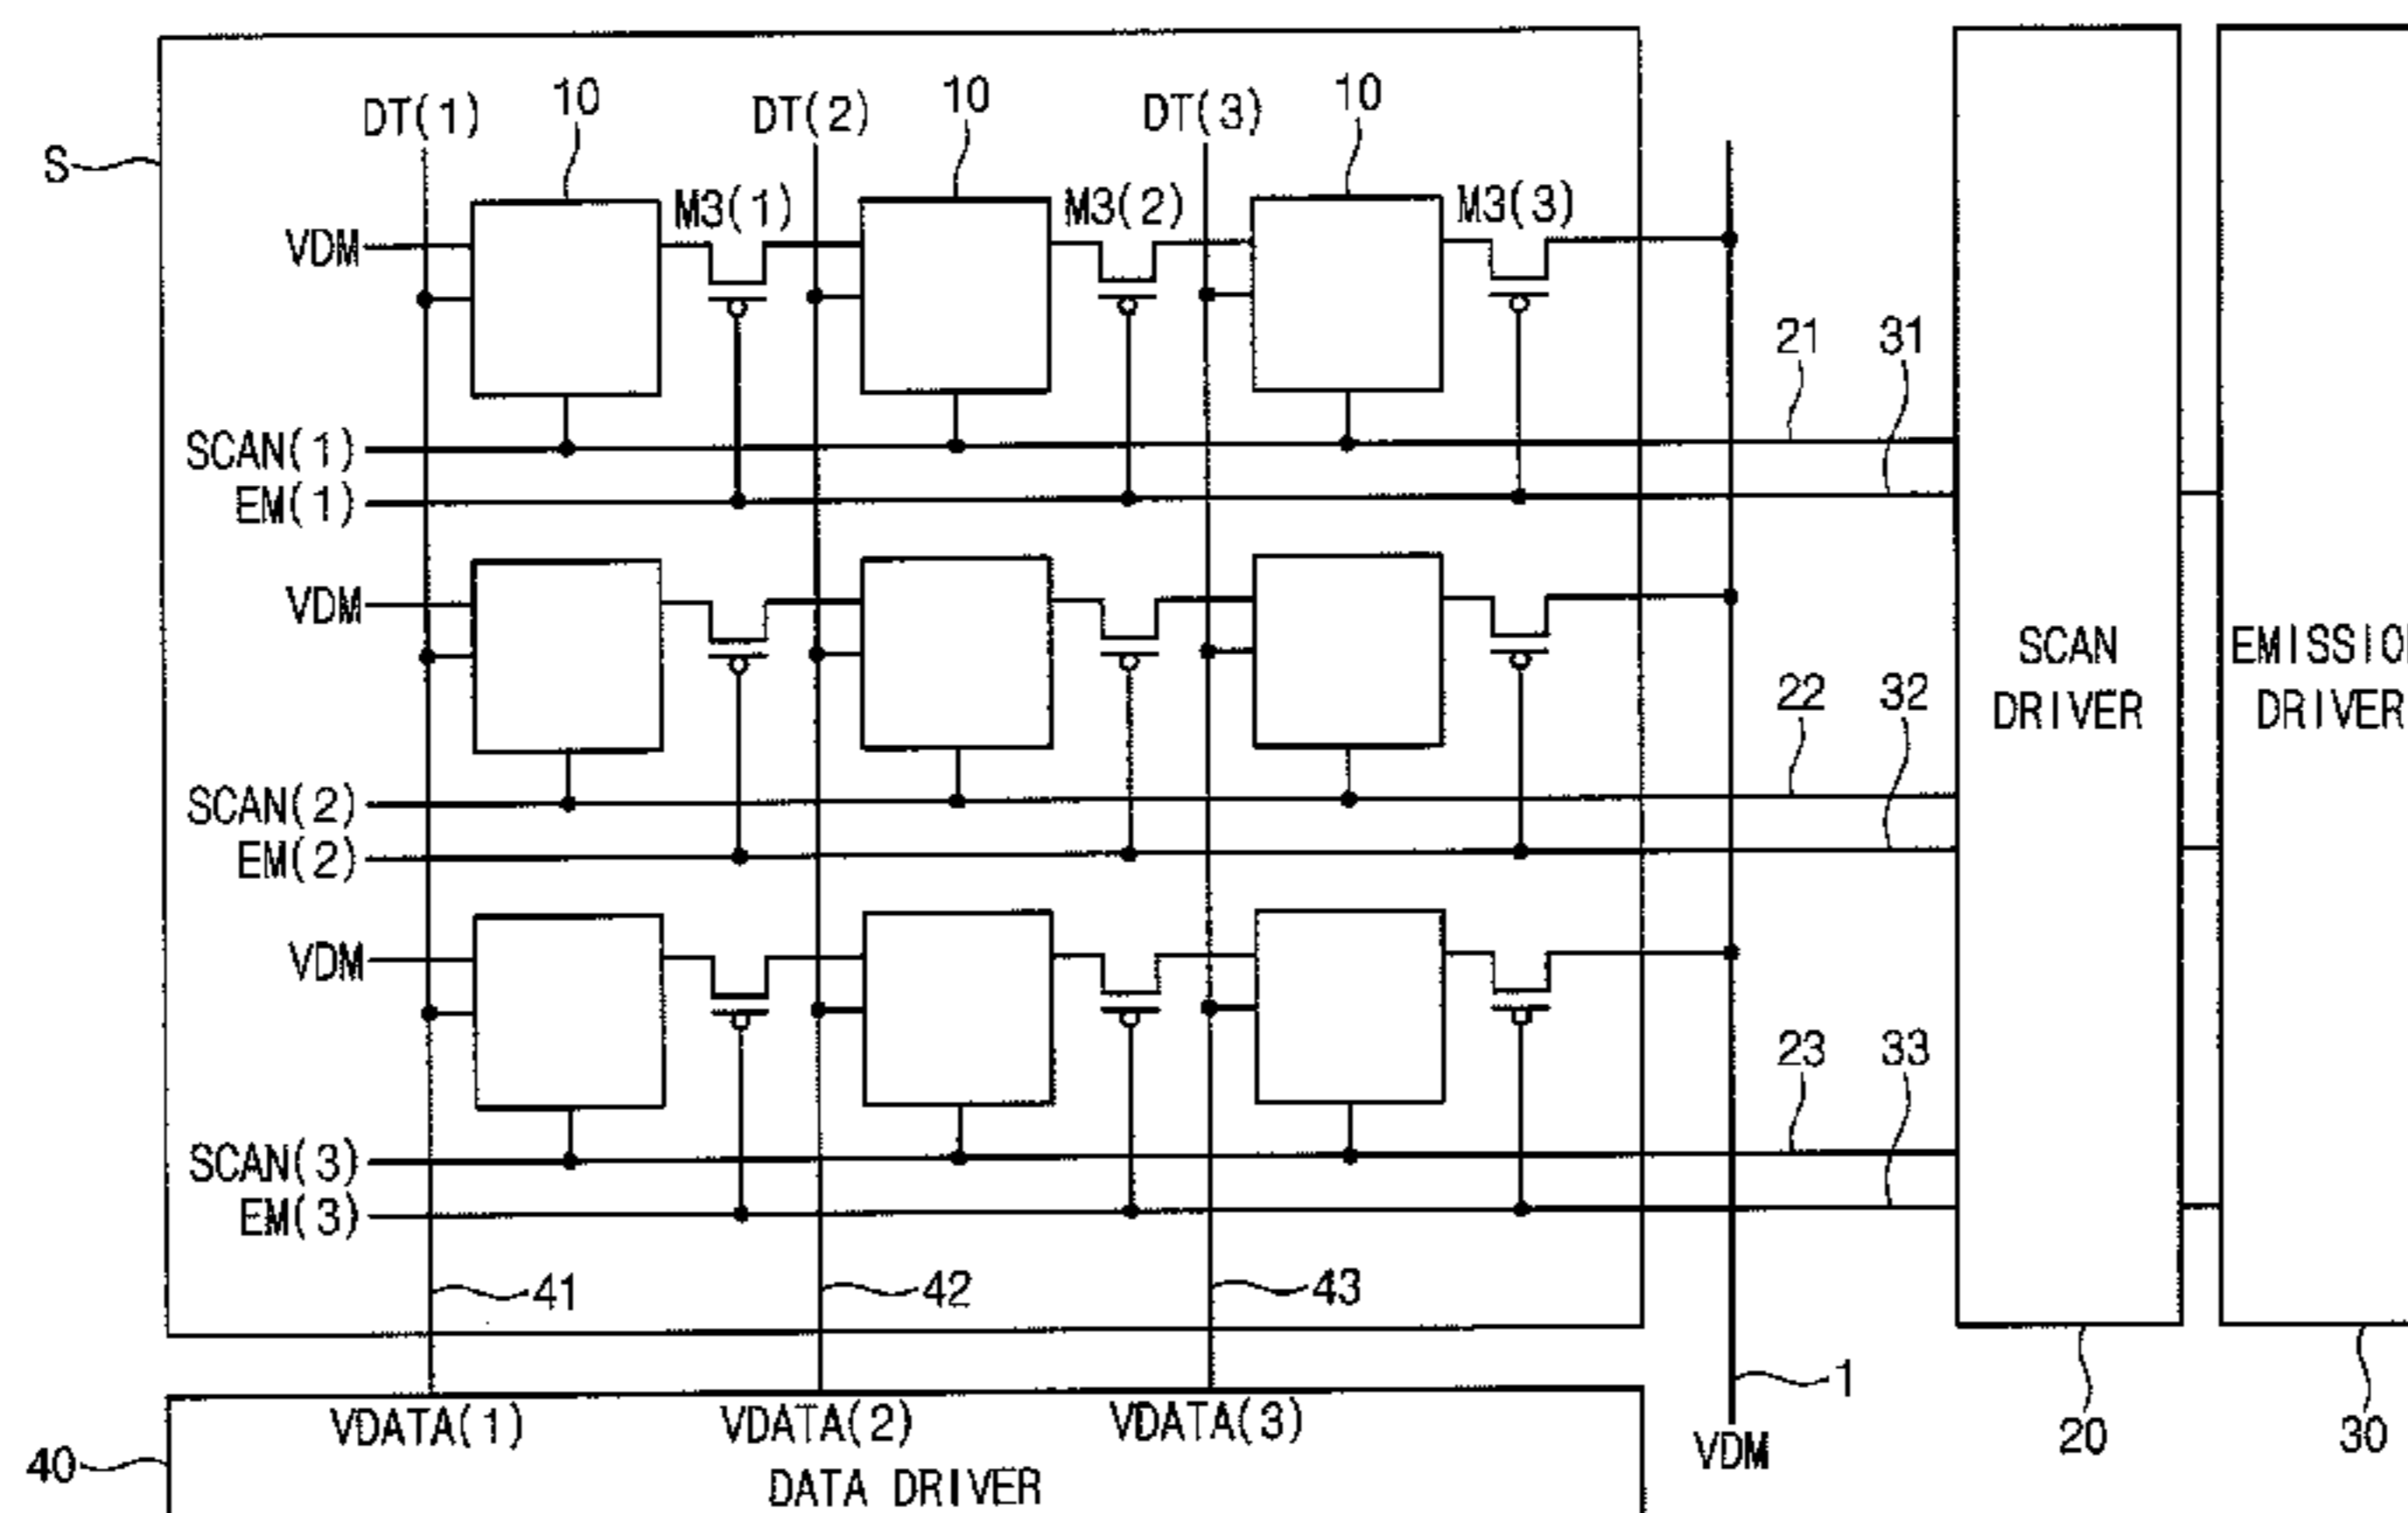 DT(1) 10 DT(2) 10 DT(3) 10
S
M3(1) M3(2) M3(3)
VDM
21 31
SCAN(1)
EM(1)
VDM
SCAN DRIVER
EMISSIO
DRIVER
22 32
SCAN(2)
EM(2)
VDM
23 33
SCAN(3)
EM(3)
41 42 43
1
VDATA(1) VDATA(2) VDATA(3)
VDM
20 30
40
DATA DRIVER